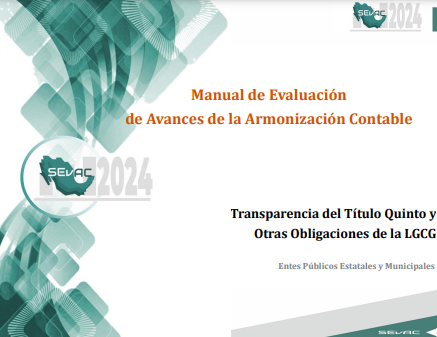 SEvAC 2024
Manual de Evaluación
de Avances de la Armonización Contable
SEvAC 2024
Transparencia del Título Quinto y
Otras Obligaciones de la LGCG
Entes Públicos Estatales y Municipales
SEvAC